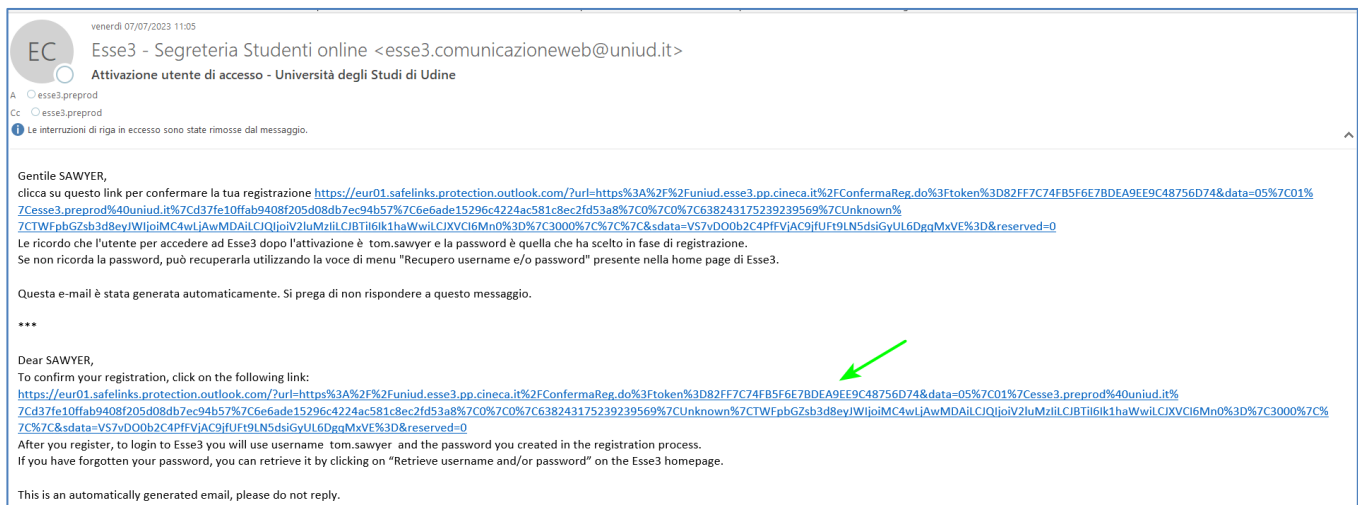 venerdì 07/07/2023 11:05
EC
Esse3 - Segreteria Studenti online <esse3.comunicazioneweb@uniud.it>
Attivazione utente di accesso - Università degli Studi di Udine
A esse3.preprod
Cc esse3.preprod
Le interruzioni di riga in eccesso sono state rimosse dal messaggio.
Gentile SAWYER,
clicca su questo link per confermare la tua registrazione https://eur01.safelinks.protection.outlook.com/?url=https%3A%2F%2Funiud.esse3.pp.cineca.it%2FConfermaReg.do%3Ftoken%3D82FF7C74FB5F6E7BDEA9EE9C48756D74&data=05%7C01%
7Cesse3.preprod%40uniud.it%7Cd37fe10ffab9408f205d08db7ec94b57%7C6e6ade15296c4224ac581c8ec2fd53a8%7C0%7C0%7C638243175239239569%7CUnknown%
7CTWFpbGZsb3d8eyJWIjoiMC4wLjAwMDAiLCJQIjoiV2luMzIiLCJBTiI6Ik1haWwiLCJXVCI6Mn0%3D%7C3000%7C%7C%7C&sdata=VS7vDO0b2C4PfFVjAC9jfUFt9LN5dsiGyUL6DgqMxVE%3D&reserved=0
Le ricordo che l'utente per accedere ad Esse3 dopo l'attivazione è tom.sawyer e la password è quella che ha scelto in fase di registrazione.
Se non ricorda la password, può recuperarla utilizzando la voce di menu "Recupero username e/o password" presente nella home page di Esse3.
Questa e-mail è stata generata automaticamente. Si prega di non rispondere a questo messaggio.
***
Dear SAWYER,
To confirm your registration, click on the following link:
https://eur01.safelinks.protection.outlook.com/?url=https%3A%2F%2Funiud.esse3.pp.cineca.it%2FConfermaReg.do%3Ftoken%3D82FF7C74FB5F6E7BDEA9EE9C48756D74&data=05%7C01%7Cesse3.preprod%40uniud.it%
7Cd37fe10ffab9408f205d08db7ec94b57%7C6e6ade15296c4224ac581c8ec2fd53a8%7C0%7C0%7C638243175239239569%7CUnknown%7CTWFpbGZsb3d8eyJWIjoiMC4wLjAwMDAiLCJQIjoiV2luMzIiLCJBTiI6Ik1haWwiLCJXVCI6Mn0%3D%7C3000%7C%
7C%7C&sdata=VS7vDO0b2C4PfFVjAC9jfUFt9LN5dsiGyUL6DgqMxVE%3D&reserved=0
After you register, to login to Esse3 you will use username tom.sawyer and the password you created in the registration process.
If you have forgotten your password, you can retrieve it by clicking on “Retrieve username and/or password” on the Esse3 homepage.
This is an automatically generated email, please do not reply.